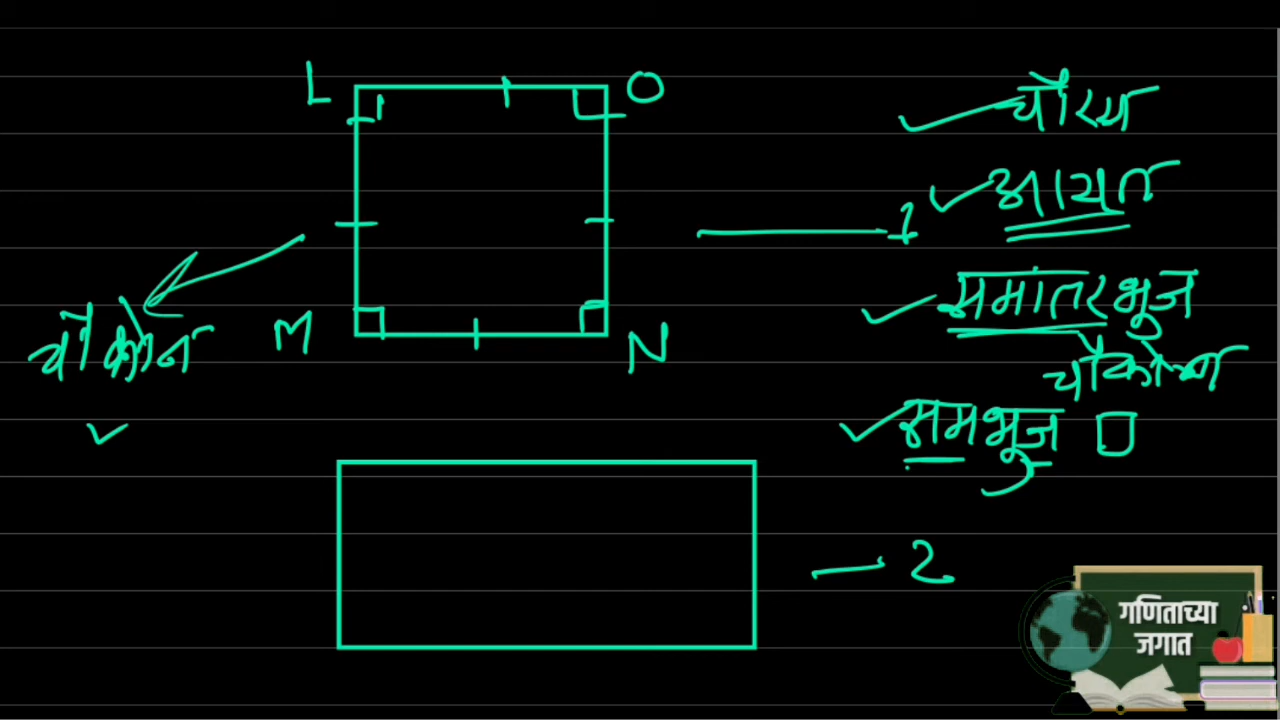 L
O
चौरस
आयत
1
समांतरभुज
चौकोन
चौकोन
M
N
समभुज □
2
गणिताच्या
जगात